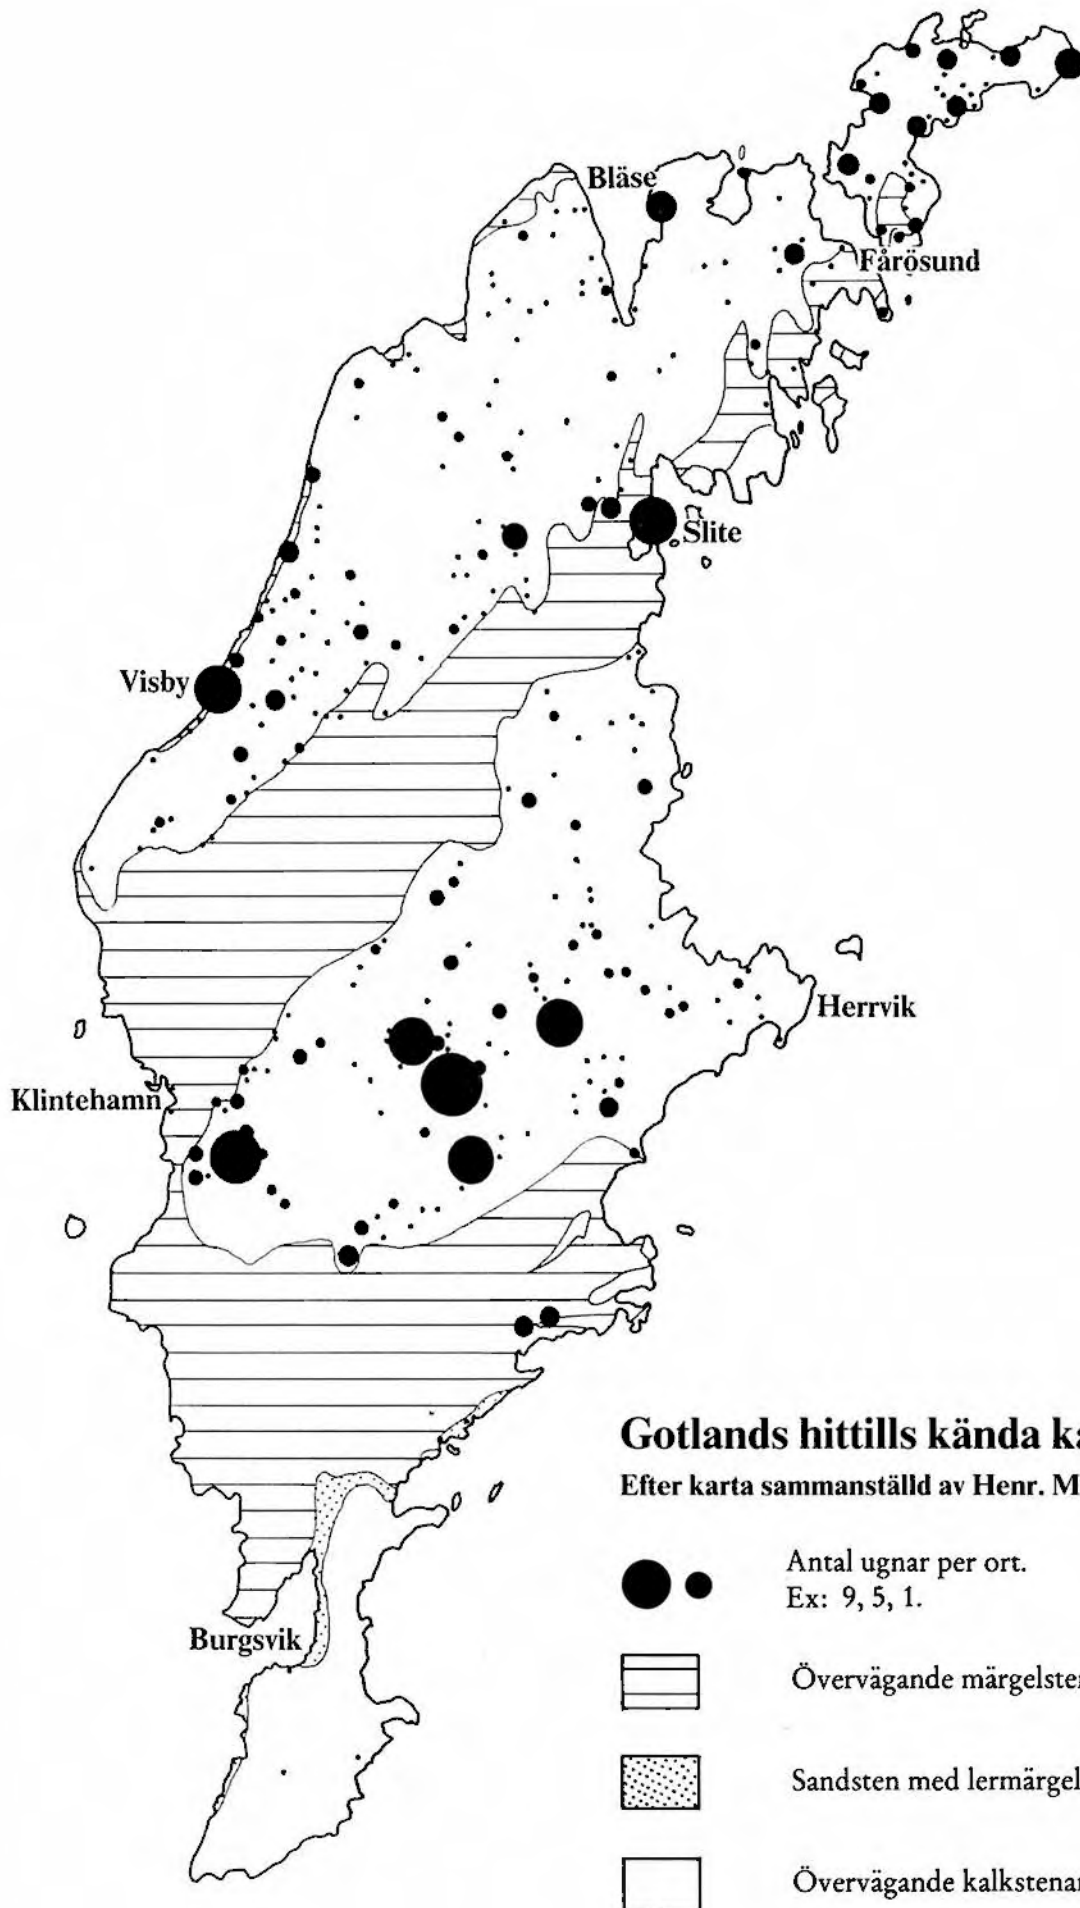 Bläse
Fårösund
Slite
Visby
Herrvik
Klintehamn
Burgsvik
Gotlands hittills kända ka
Efter karta sammanställd av Henr. M
Antal ugnar per ort.
Ex: 9, 5, 1.
Övervägande märgelsten
Sandsten med lermärgel
Övervägande kalkstenar